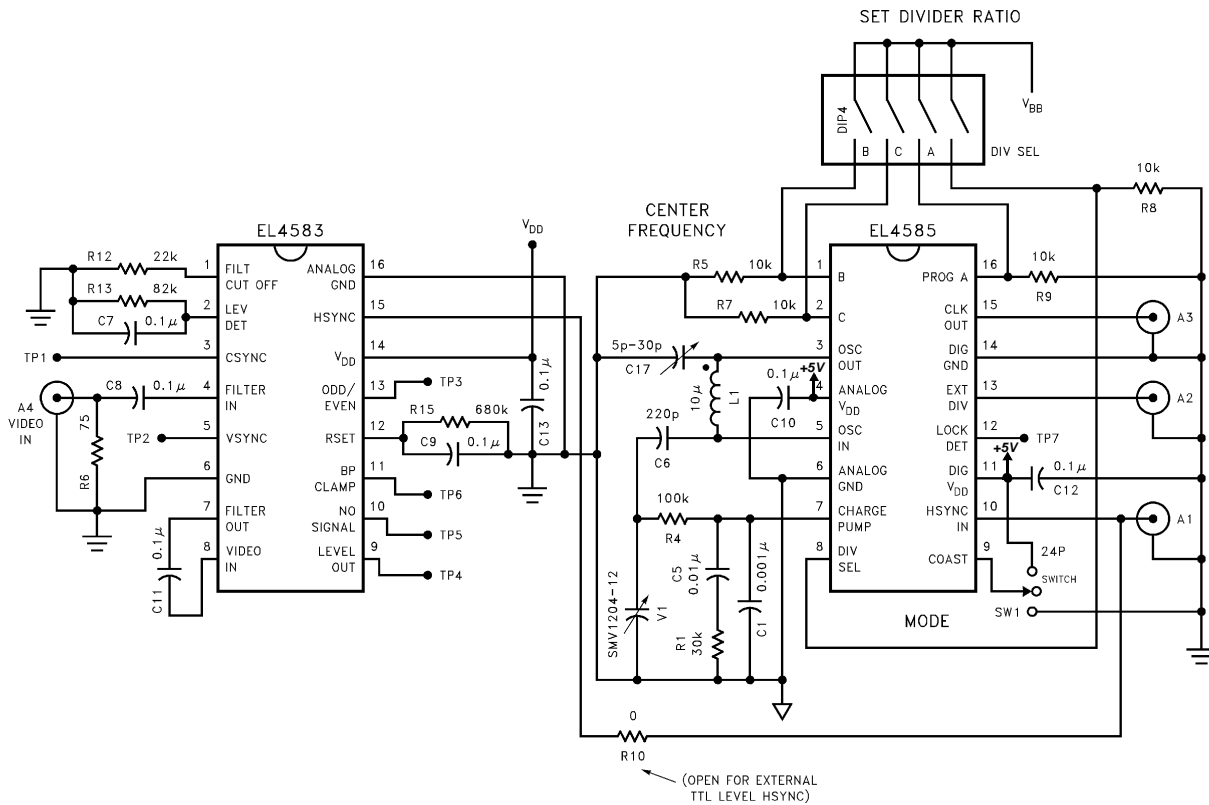 SET DIVIDER RATIO
VBB
DIP4
B
C
A
DIV SEL
10k
R8
CENTER
FREQUENCY
VDD
EL4583
EL4585
R12
22k
1
FILT
CUT OFF
ANALOG
GND
16
R13
82k
2
LEV
DET
HSYNC
15
C7
0.1μ
TP1
3
CSYNC
VDD
14
C8
0.1μ
4
FILTER
IN
ODD/
EVEN
13
TP3
A4
VIDEO
IN
75
R6
TP2
5
VSYNC
RSET
12
R15
680k
C9
0.1μ
0.1μ
C13
6
GND
BP
CLAMP
11
TP6
7
FILTER
OUT
NO
SIGNAL
10
TP5
0.1μ
C11
8
VIDEO
IN
LEVEL
OUT
9
TP4
R5
10k
1
B
PROG A
16
10k
R9
R7
10k
2
C
CLK
OUT
15
A3
5p-30p
C17
3
OSC
OUT
DIG
GND
14
10μ
L1
0.1μ
C10
+5V
4
ANALOG
VDD
EXT
DIV
13
A2
220p
C6
5
OSC
IN
LOCK
DET
12
TP7
6
ANALOG
GND
DIG
VDD
11
+5V
0.1μ
C12
100k
R4
7
CHARGE
PUMP
HSYNC
IN
10
A1
8
DIV
SEL
COAST
9
24P
SWITCH
SW1
SMV1204-12
V1
C5
0.01μ
R1
30k
0.001μ
C1
MODE
0
R10
(OPEN FOR EXTERNAL
TTL LEVEL HSYNC)